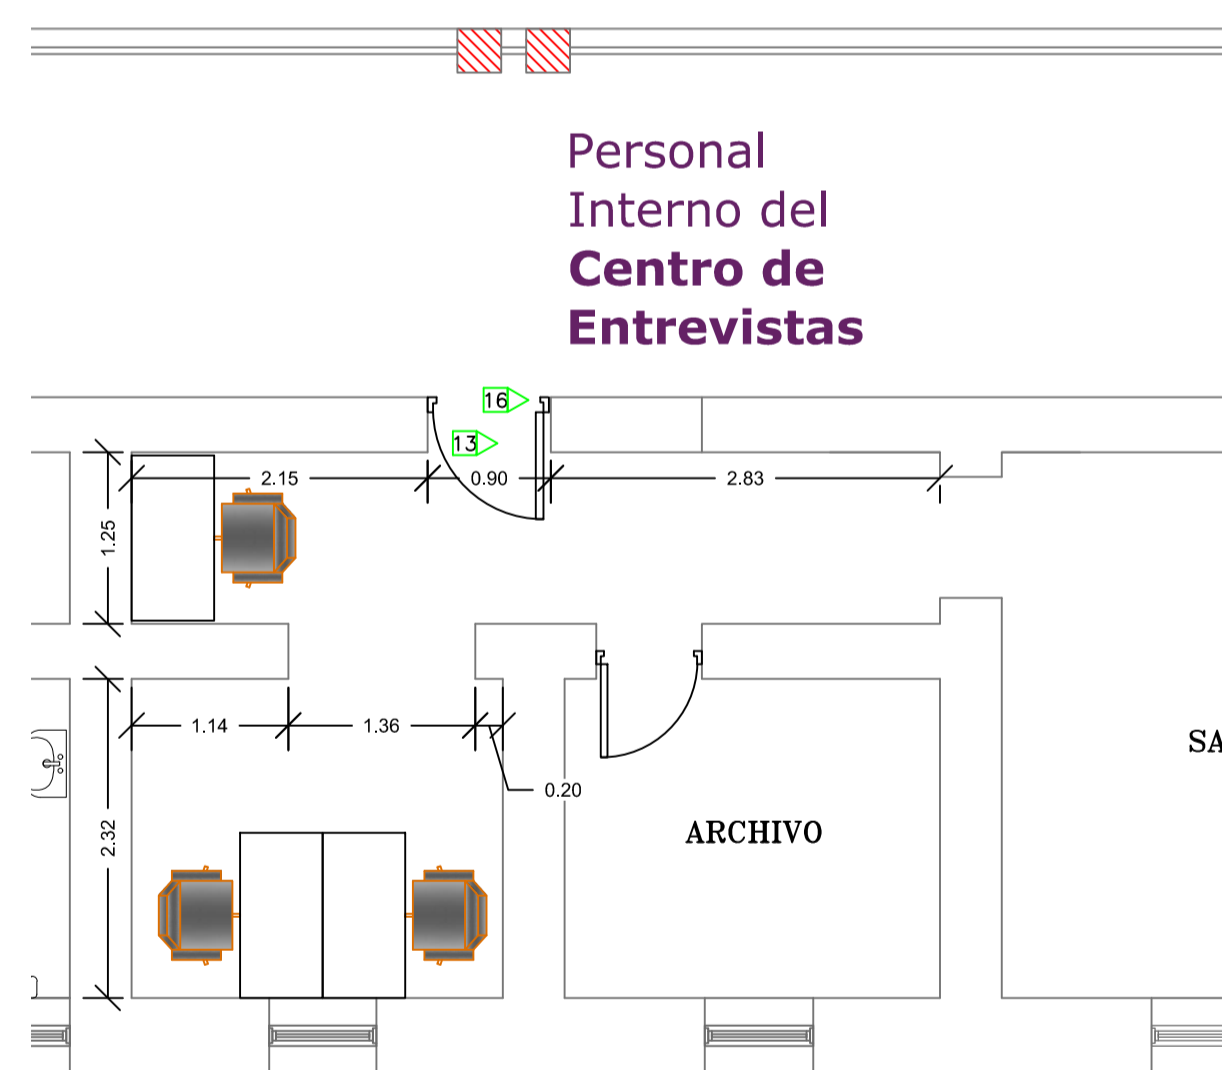 Personal
Interno del
Centro de
Entrevistas
16
13
2.15
0.90
2.83
1.25
1.14
1.36
0.20
2.32
ARCHIVO
SA